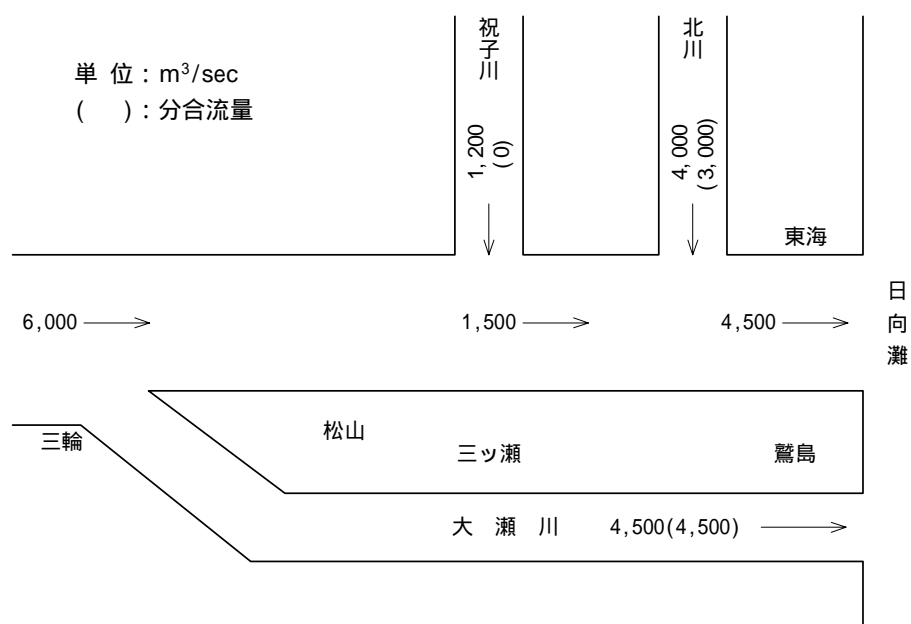 単 位 : m³/sec
(　　) : 分合流量
祝子川
1,200
(0)
北川
4,000
(3,000)
東海
日向灘
6,000
1,500
4,500
三輪
松山
三ッ瀬
鷲島
大 瀬 川　4,500(4,500)